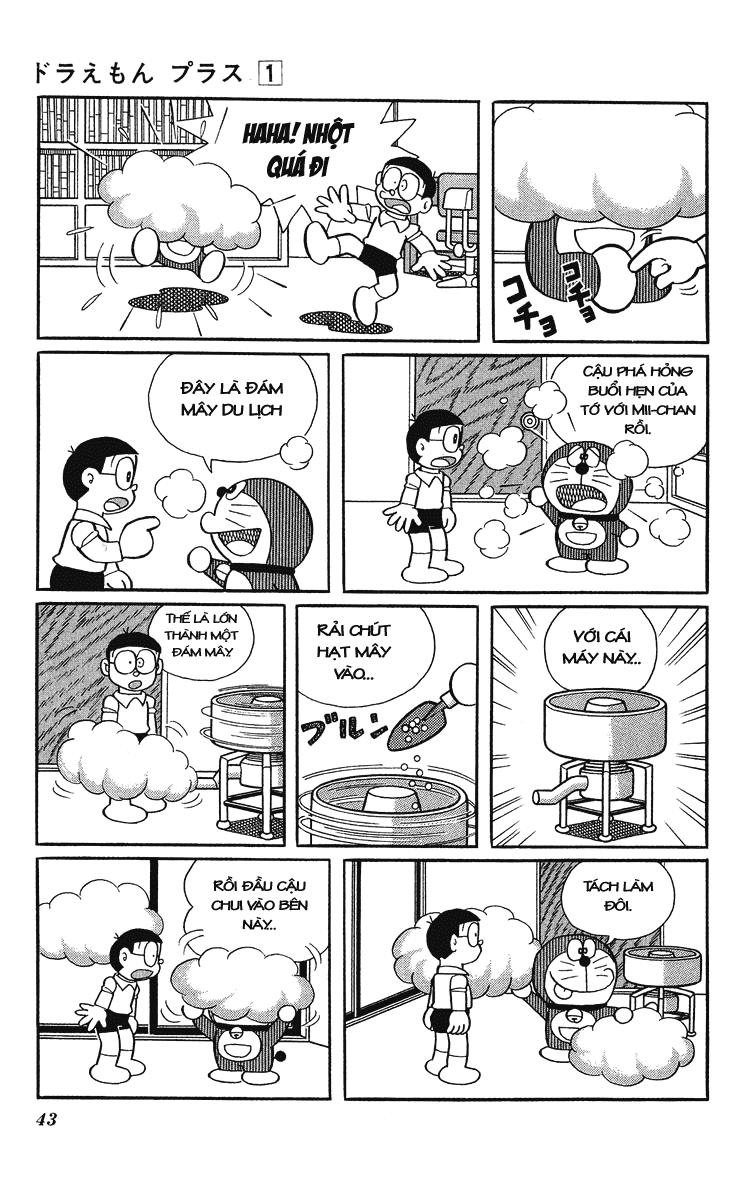 ドラえもん プラス 1
コチョ
コチョ
HAHA! NHỘT
QUÁ ĐI
CẬU PHÁ HỎNG
BUỔI HẸN CỦA
TỚ VỚI MII-CHAN
RỒI.
ĐÂY LÀ ĐÁM
MÂY DU LỊCH
VỚI CÁI
MÁY NÀY...
RẢI CHÚT
HẠT MÂY
VÀO...
ブルン
THẾ LÀ LỚN
THÀNH MỘT
ĐÁM MÂY.
TÁCH LÀM
ĐÔI.
RỒI ĐẦU CẬU
CHUI VÀO BÊN
NÀY...
43